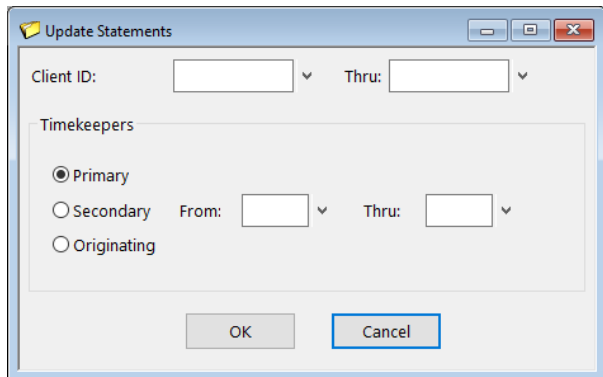 Update Statements
Client ID: Thru:
Timekeepers
Primary
Secondary From: Thru:
Originating
OK Cancel